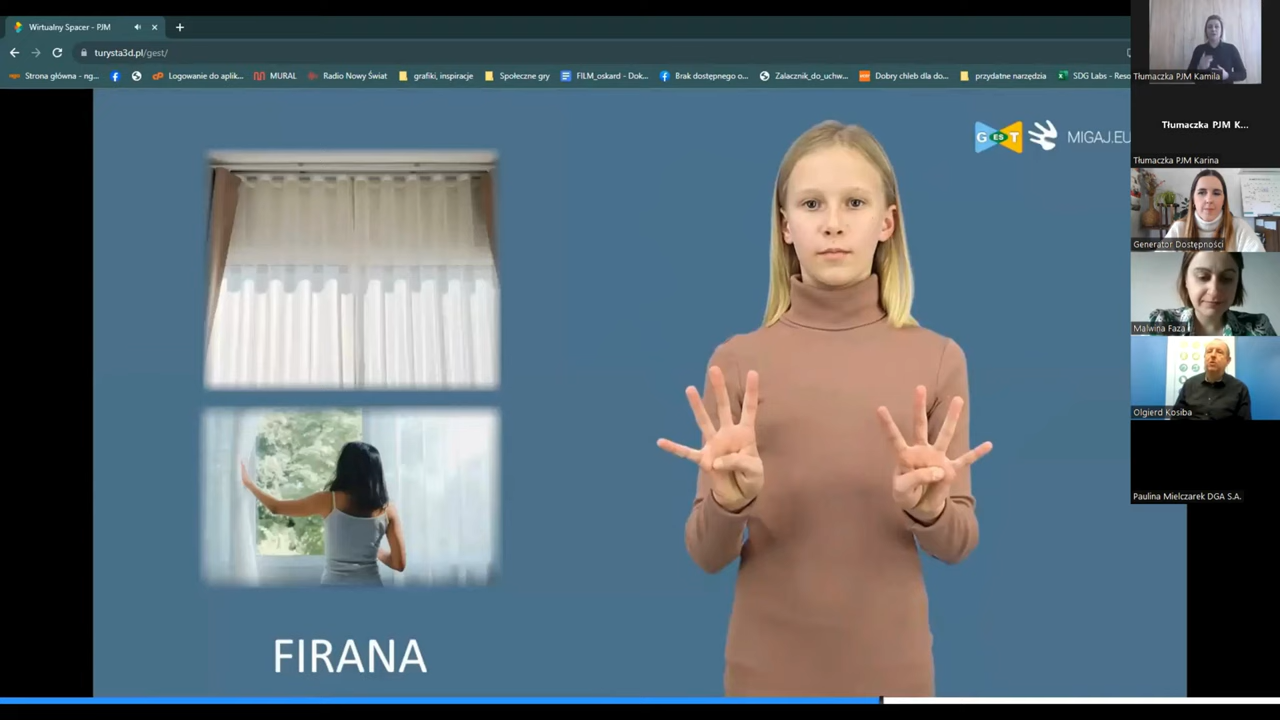 Wirtualny Spacer - PJM
turysta3d.pl/gest/
Strona główna - ng...
Logowanie do aplik...
MURAL
Radio Nowy Świat
grafiki, inspiracje
Społeczne gry
FILM_oskard - Dok...
Brak dostępnego o...
Zalacznik_do_uchw...
Dobry chleb dla do...
przydatne narzędzia
SDG Labs - Reso
GEST
MIGAJ.EU
FIRANA
Tłumaczka PJM Kamila
Tłumaczka PJM K...
Tłumaczka PJM Karina
Generator Dostępności
Malwina Faza
Olgierd Kosiba
Paulina Mielczarek DGA S.A.